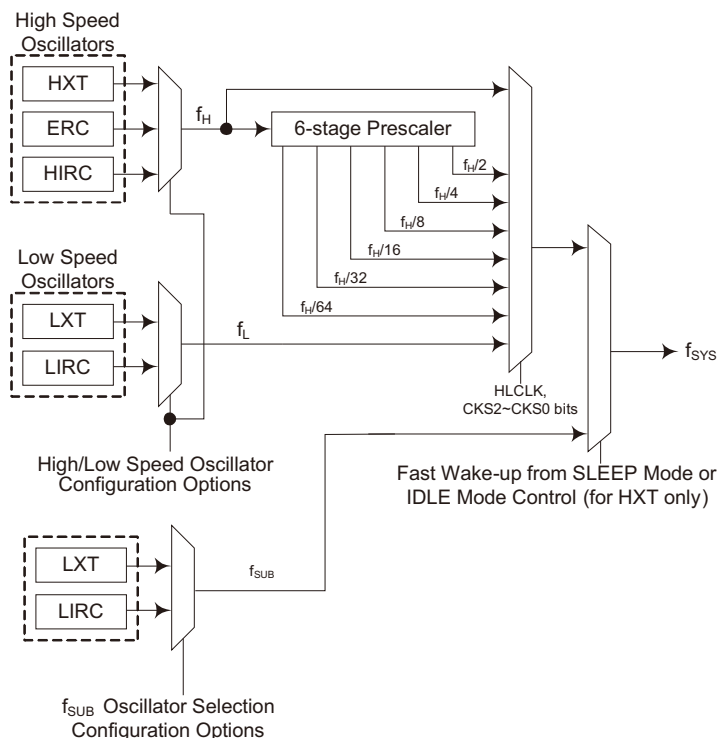 High Speed
Oscillators
HXT
ERC
HIRC
fH
6-stage Prescaler
fH/2
fH/4
fH/8
fH/16
fH/32
fH/64
Low Speed
Oscillators
LXT
LIRC
fL
HLCLK,
CKS2~CKS0 bits
fSYS
High/Low Speed Oscillator
Configuration Options
Fast Wake-up from SLEEP Mode or
IDLE Mode Control (for HXT only)
LXT
LIRC
fSUB
fSUB Oscillator Selection
Configuration Options